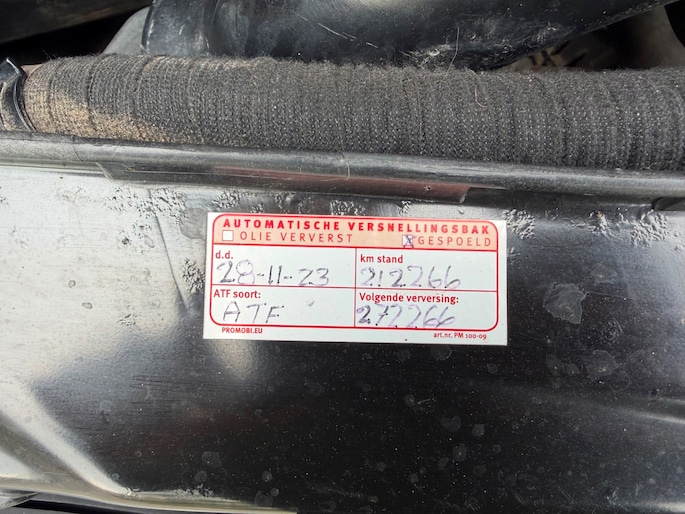 AUTOMATISCHE VERSNELLINGSBAK
☐ OLIE VERVERST ☒ GESPOELD
d.d. km stand
28-11-23 212266
ATF soort: Volgende verversing:
ATF 272266
PROMOBI.EU art.nr. PM 100-09